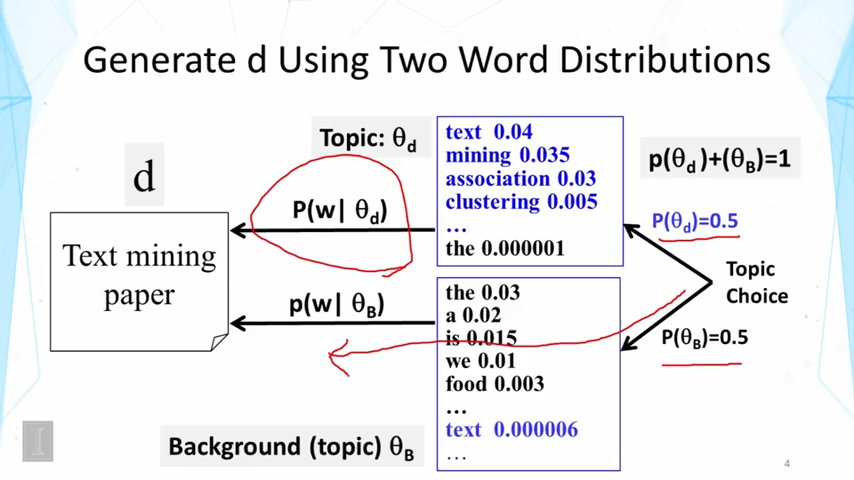 Generate d Using Two Word Distributions
d
Text mining
paper
Topic: θd
P(w| θd)
p(w| θB)
Background (topic) θB
text 0.04
mining 0.035
association 0.03
clustering 0.005
…
the 0.000001
the 0.03
a 0.02
is 0.015
we 0.01
food 0.003
…
text 0.000006
…
p(θd)+(θB)=1
P(θd)=0.5
Topic
Choice
P(θB)=0.5
I
4